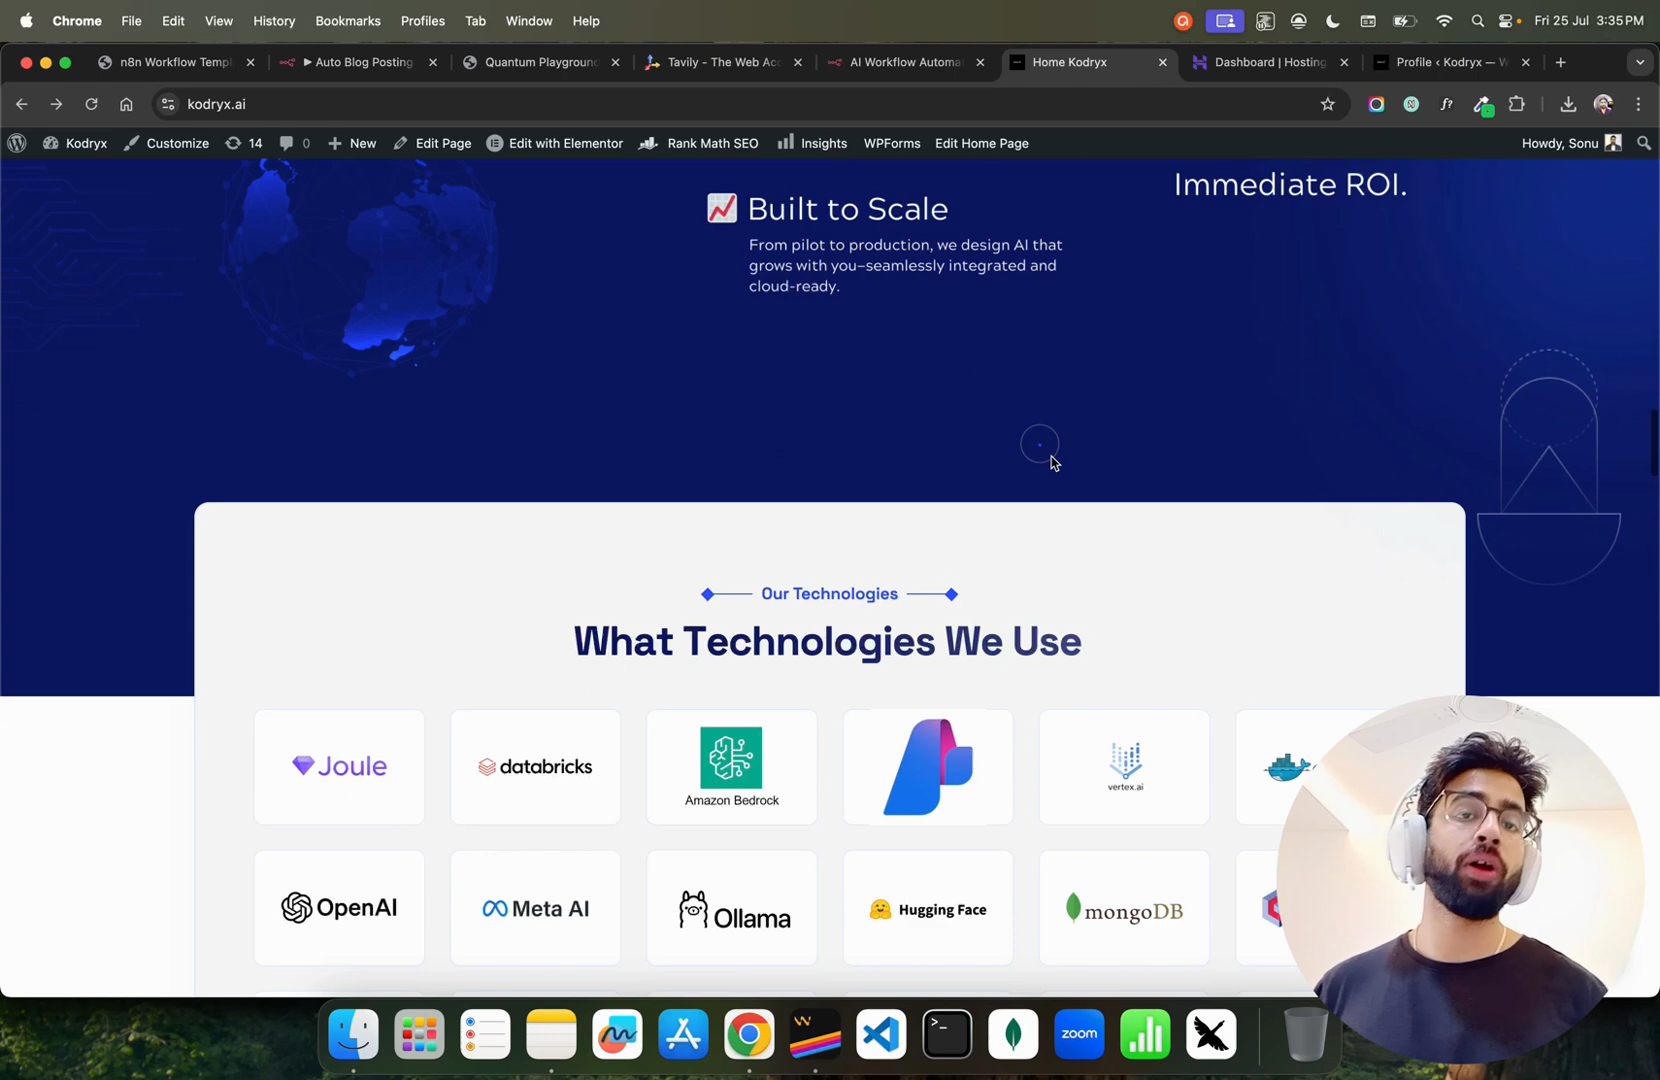 Chrome File Edit View History Bookmarks Profiles Tab Window Help Fri 25 Jul 3:35 PM
n8n Workflow Templ Auto Blog Posting Quantum Playground Tavily - The Web Acc AI Workflow Automat Home Kodryx Dashboard | Hosting Profile ‹ Kodryx — W
kodryx.ai
Kodryx Customize 14 0 New Edit Page Edit with Elementor Rank Math SEO Insights WPForms Edit Home Page Howdy, Sonu
Immediate ROI.
Built to Scale
From pilot to production, we design AI that
grows with you—seamlessly integrated and
cloud-ready.
Our Technologies
What Technologies We Use
Joule
databricks
Amazon Bedrock
vertex.ai
OpenAI
Meta AI
Ollama
Hugging Face
mongoDB
zoom